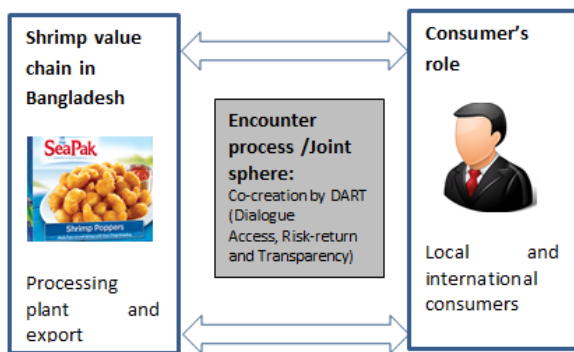 Shrimp value
chain in
Bangladesh
SeaPak
Shrimp Poppers
Processing
plant and
export
Encounter
process /Joint
sphere:
Co-creation by DART
(Dialogue
Access, Risk-return
and Transparency)
Consumer's
role
Local and
international
consumers